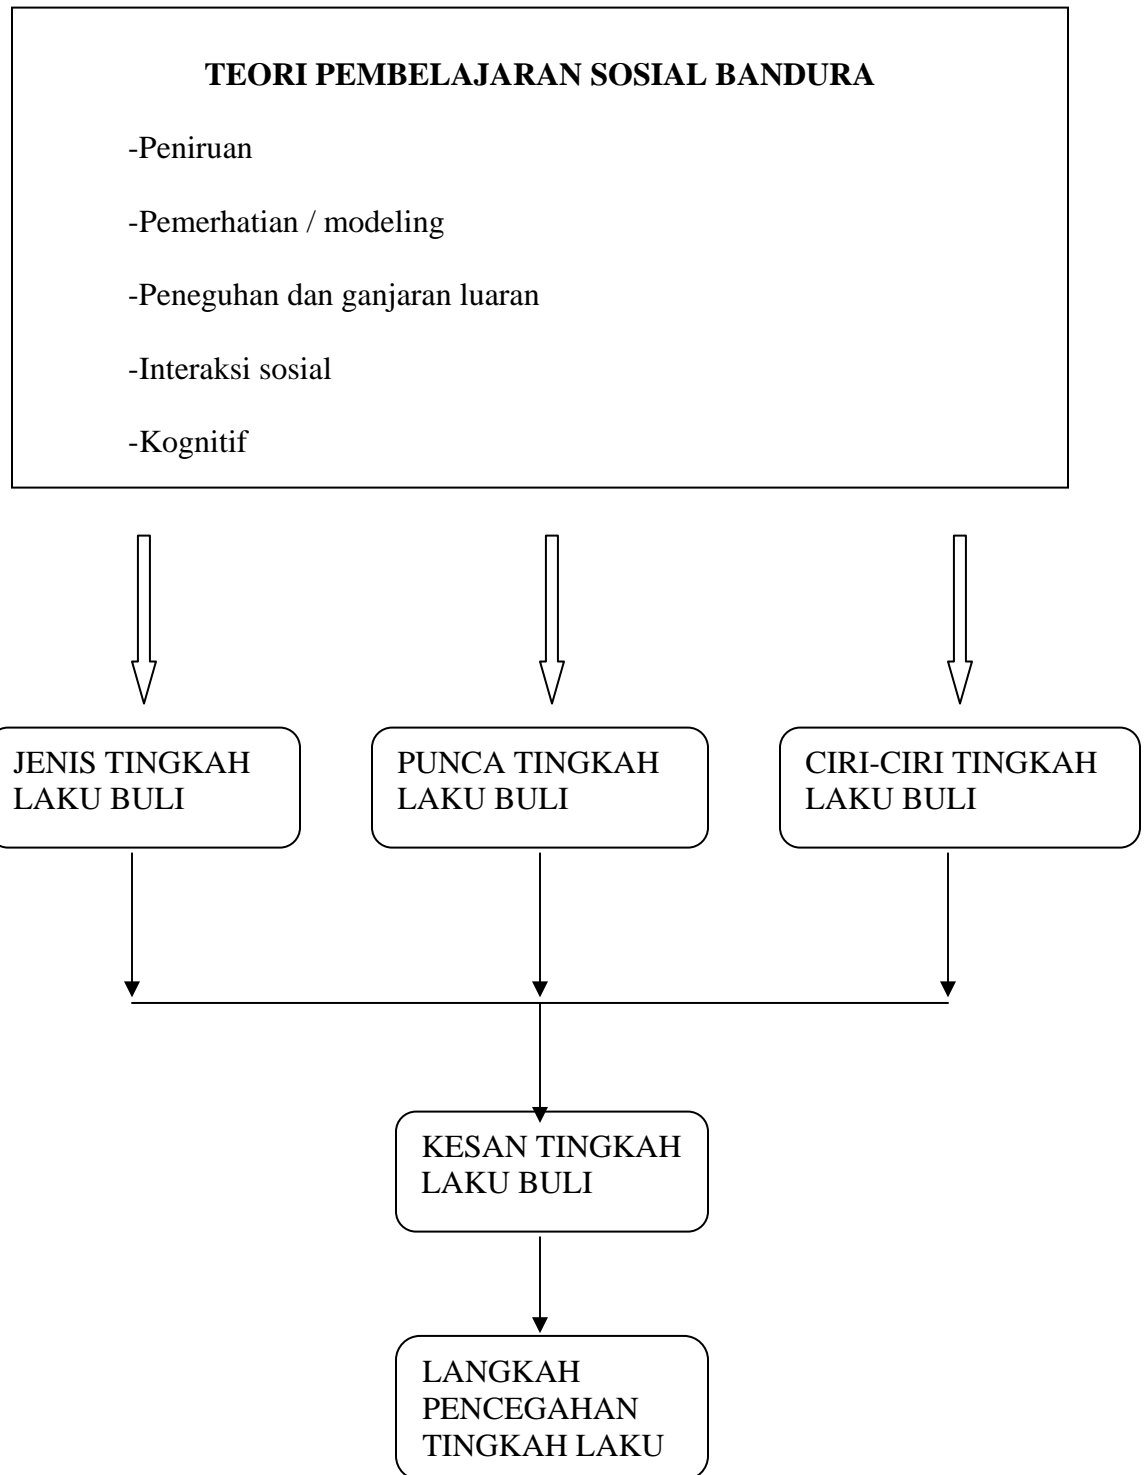 TEORI PEMBELAJARAN SOSIAL BANDURA
-Peniruan
-Pemerhatian / modeling
-Peneguhan dan ganjaran luaran
-Interaksi sosial
-Kognitif
JENIS TINGKAH
LAKU BULI
PUNCA TINGKAH
LAKU BULI
CIRI-CIRI TINGKAH
LAKU BULI
KESAN TINGKAH
LAKU BULI
LANGKAH
PENCEGAHAN
TINGKAH LAKU